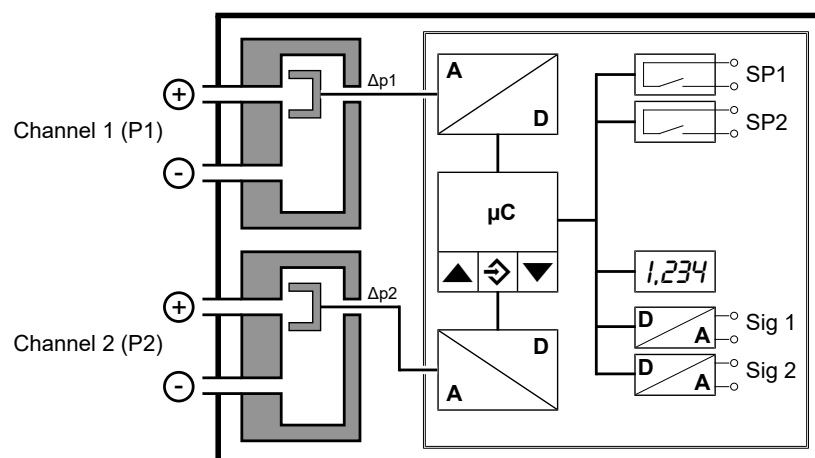 Channel 1 (P1)
+
-
Δp1
A
D
µC
SP1
SP2
1,234
Channel 2 (P2)
+
-
Δp2
D
A
D
A
Sig 1
D
A
Sig 2